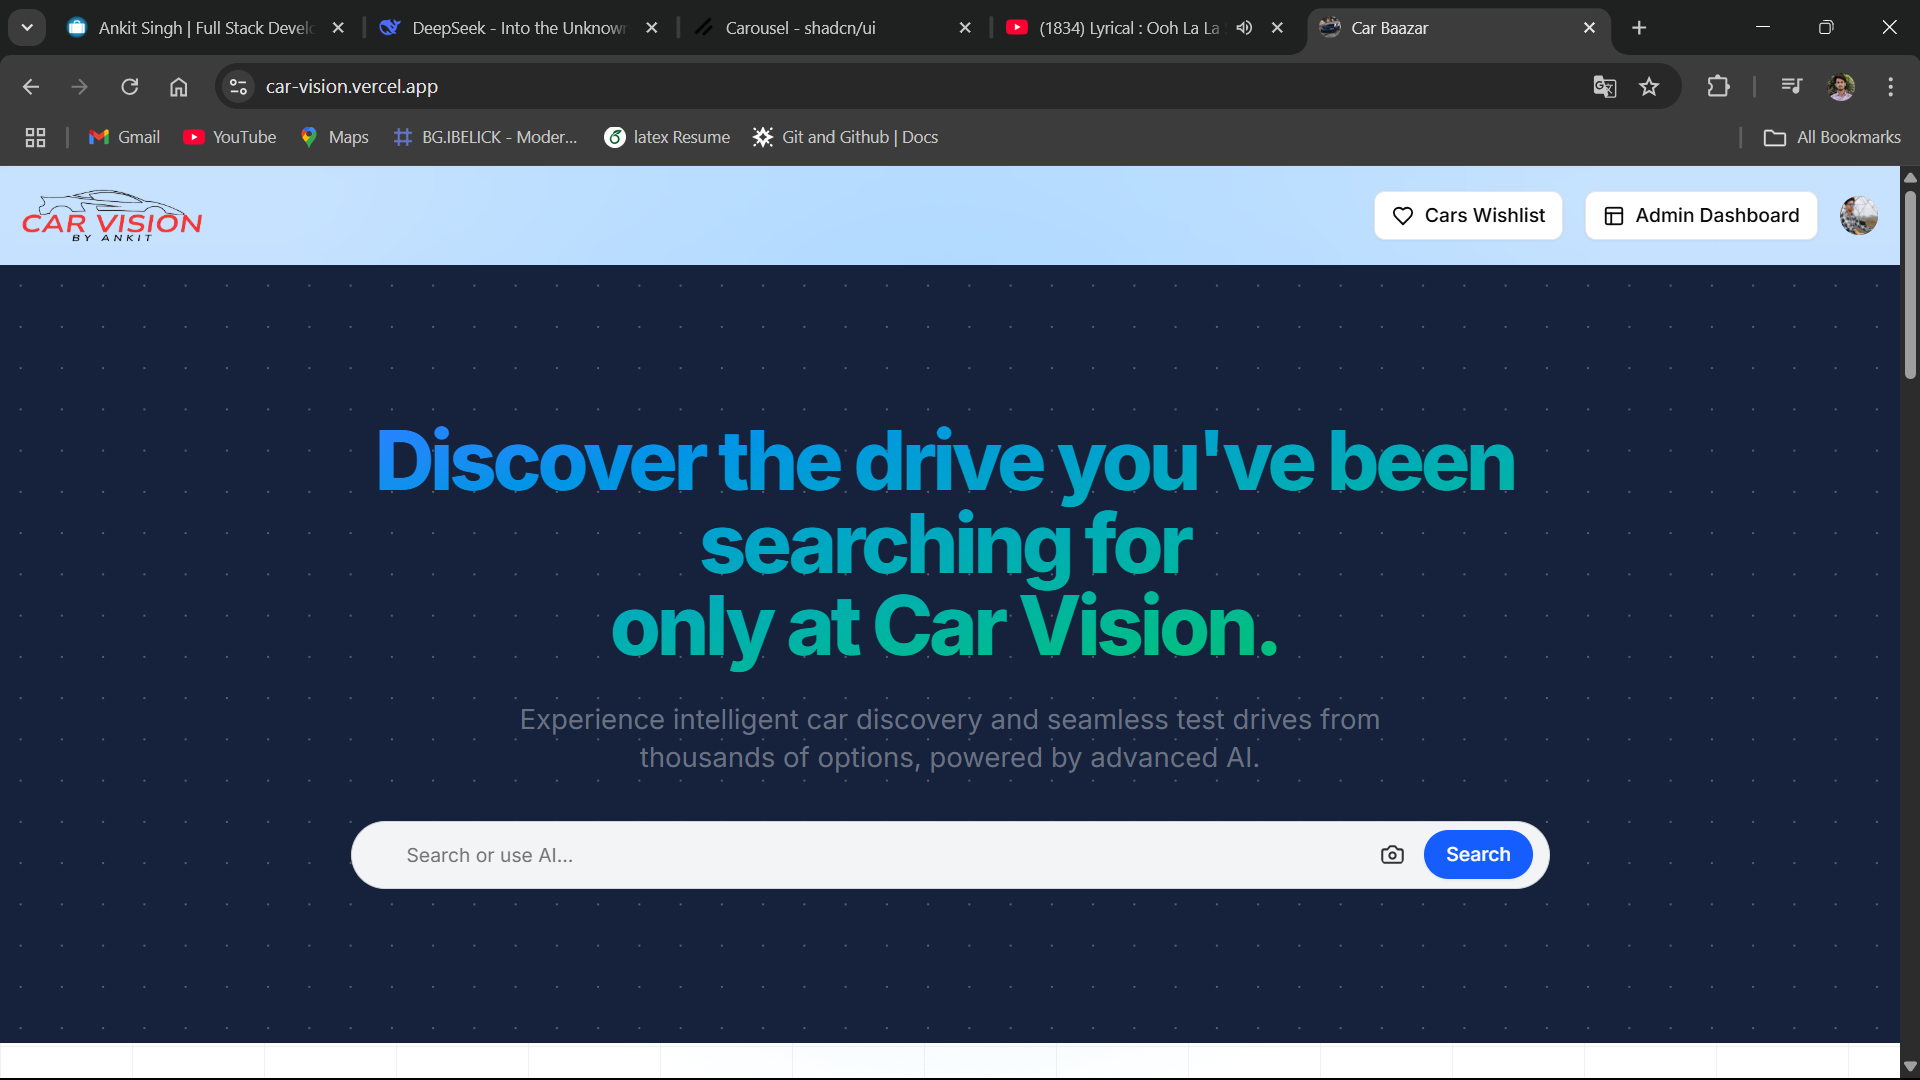 Ankit Singh | Full Stack Develo
DeepSeek - Into the Unknown
Carousel - shadcn/ui
(1834) Lyrical : Ooh La La
Car Baazar
car-vision.vercel.app
Gmail
YouTube
Maps
BG.IBELICK - Moder...
latex Resume
Git and Github | Docs
All Bookmarks
CAR VISION
BY ANKIT
Cars Wishlist
Admin Dashboard
Discover the drive you've been
searching for
only at Car Vision.
Experience intelligent car discovery and seamless test drives from
thousands of options, powered by advanced AI.
Search or use AI...
Search